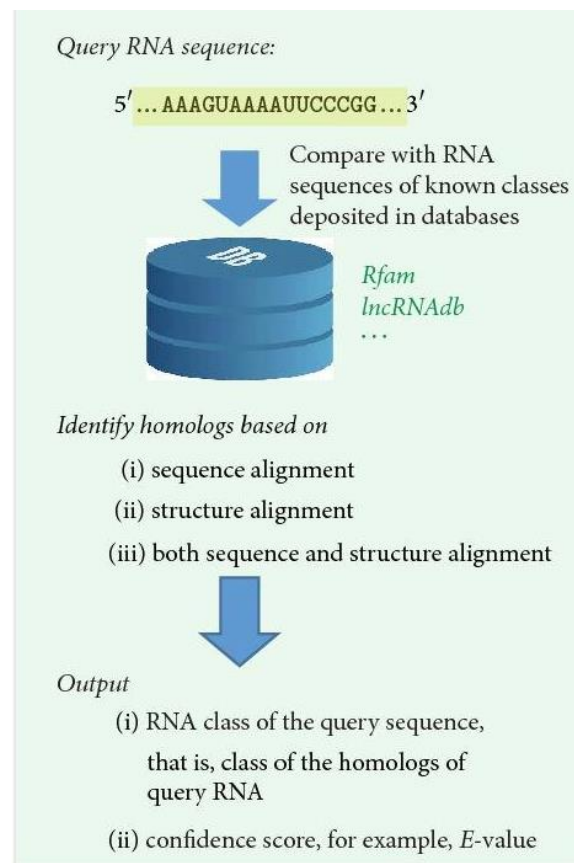 Query RNA sequence:
5′ ... AAAGUAAAAUUCCCGG ... 3′
Compare with RNA
sequences of known classes
deposited in databases
DB
Rfam
lncRNAdb
...
Identify homologs based on
(i) sequence alignment
(ii) structure alignment
(iii) both sequence and structure alignment
Output
(i) RNA class of the query sequence,
that is, class of the homologs of
query RNA
(ii) confidence score, for example, E-value